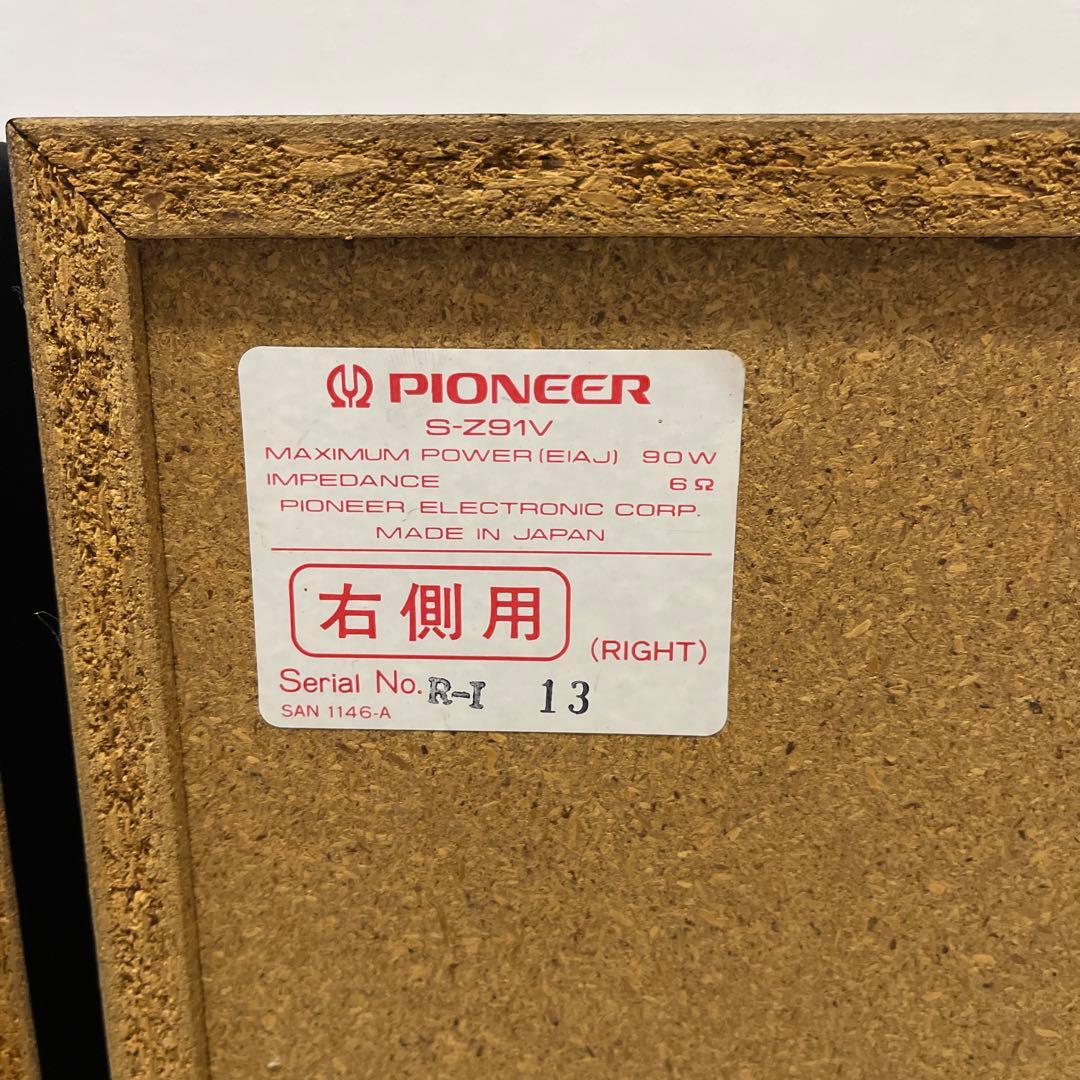 PIONEER
S-Z91V
MAXIMUM POWER (EIAJ) 90W
IMPEDANCE 6Ω
PIONEER ELECTRONIC CORP.
MADE IN JAPAN
右側用 (RIGHT)
Serial No. R-I 13
SAN 1146-A